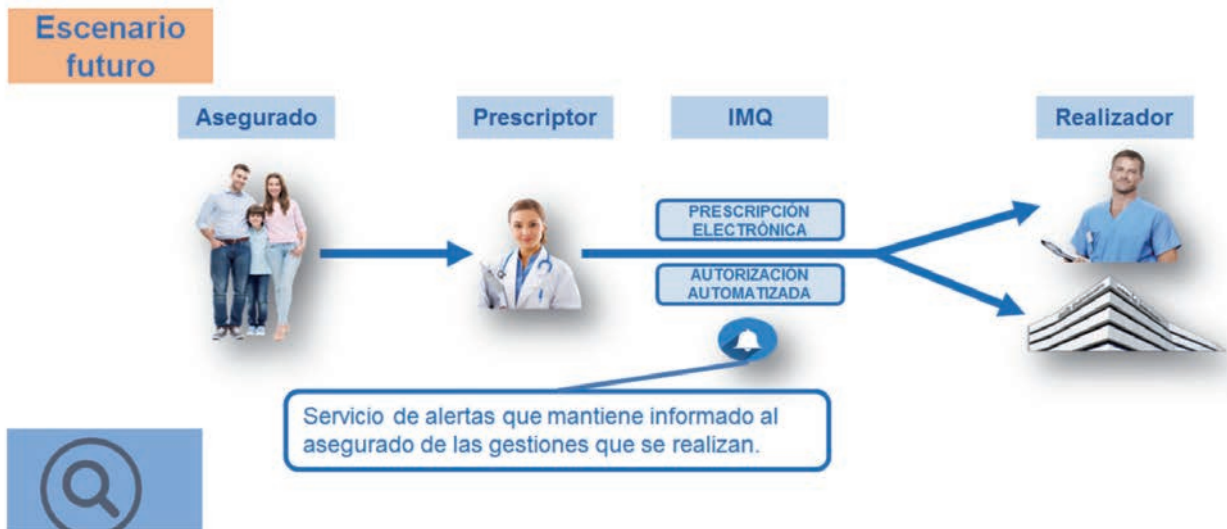 Escenario
futuro
Asegurado
Prescriptor
IMQ
Realizador
PRESCRIPCIÓN
ELECTRÓNICA
AUTORIZACIÓN
AUTOMATIZADA
Servicio de alertas que mantiene informado al
asegurado de las gestiones que se realizan.